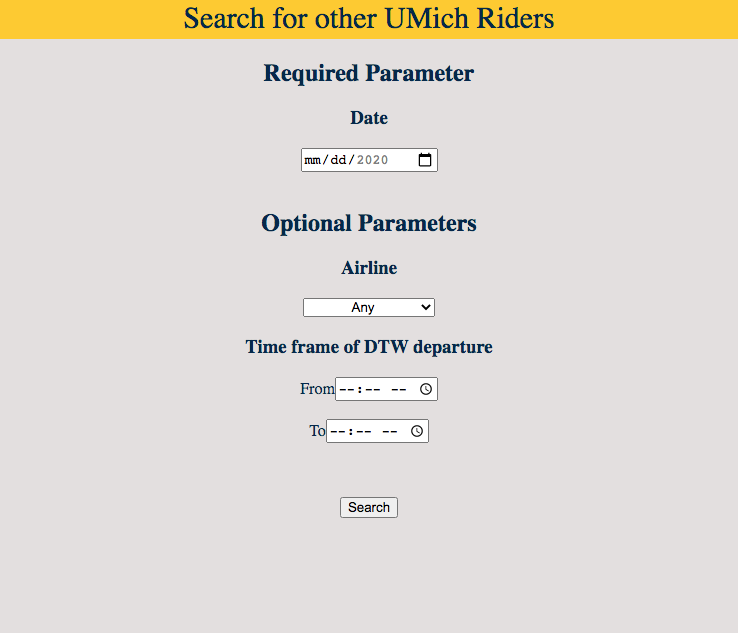 Search for other UMich Riders
Required Parameter
Date
mm/dd/2020
Optional Parameters
Airline
Any
Time frame of DTW departure
From --:-- --
To --:-- --
Search